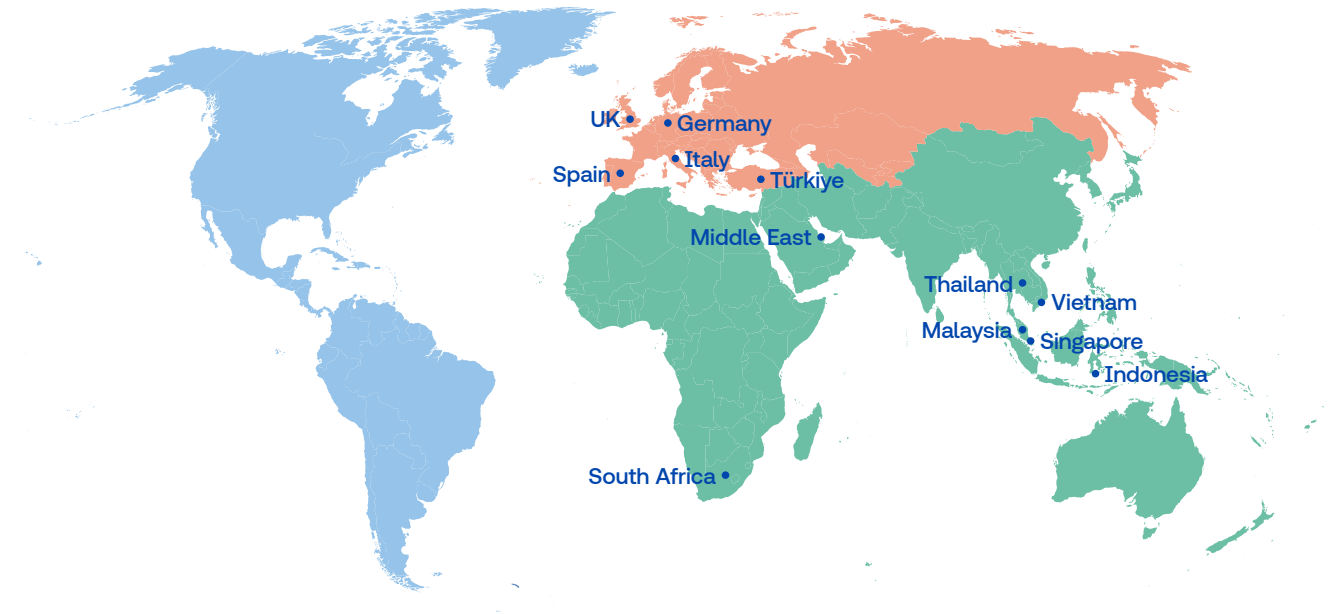 UK
Germany
Italy
Spain
Türkiye
Middle East
Thailand
Vietnam
Malaysia
Singapore
Indonesia
South Africa